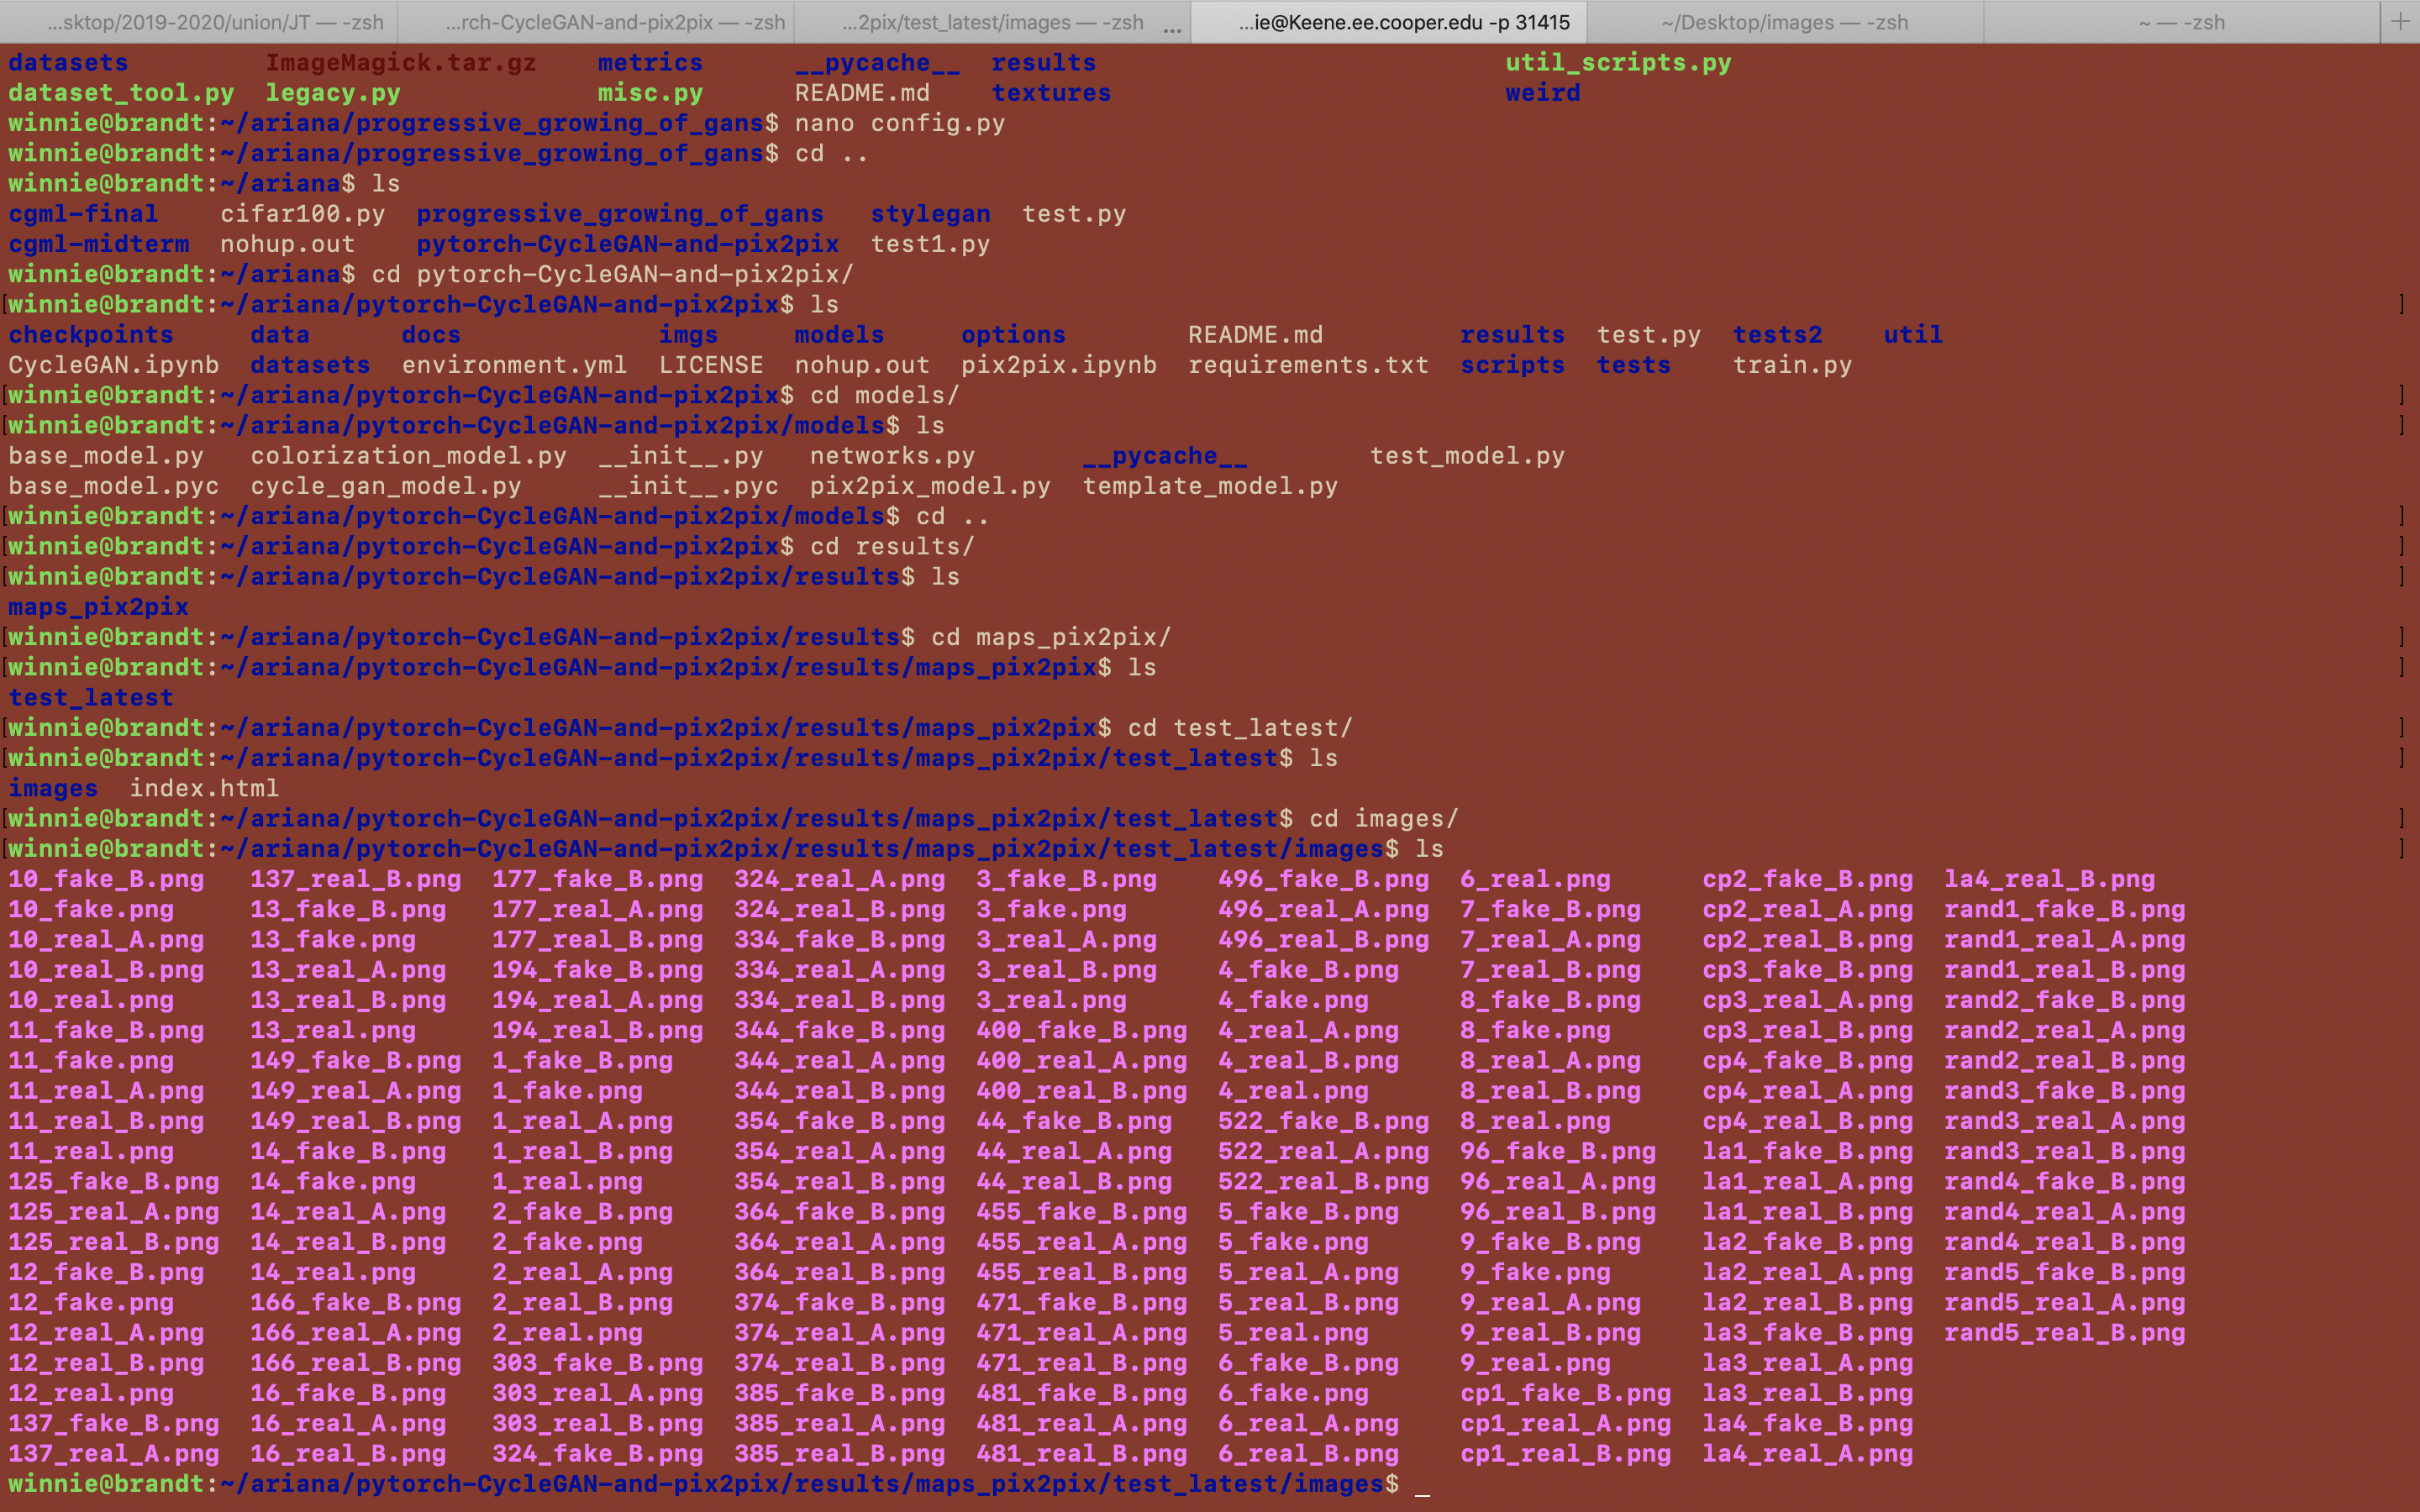 ...sktop/2019-2020/union/JT — -zsh ...rch-CycleGAN-and-pix2pix — -zsh ...2pix/test_latest/images — -zsh ... ...ie@Keene.ee.cooper.edu -p 31415 ~/Desktop/images — -zsh ~ — -zsh +
datasets ImageMagick.tar.gz metrics __pycache__ results util_scripts.py
dataset_tool.py legacy.py misc.py README.md textures weird
winnie@brandt:~/ariana/progressive_growing_of_gans$ nano config.py
winnie@brandt:~/ariana/progressive_growing_of_gans$ cd ..
winnie@brandt:~/ariana$ ls
cgml-final cifar100.py progressive_growing_of_gans stylegan test.py
cgml-midterm nohup.out pytorch-CycleGAN-and-pix2pix test1.py
winnie@brandt:~/ariana$ cd pytorch-CycleGAN-and-pix2pix/
[winnie@brandt:~/ariana/pytorch-CycleGAN-and-pix2pix$ ls ]
checkpoints data docs imgs models options README.md results test.py tests2 util
CycleGAN.ipynb datasets environment.yml LICENSE nohup.out pix2pix.ipynb requirements.txt scripts tests train.py
[winnie@brandt:~/ariana/pytorch-CycleGAN-and-pix2pix$ cd models/ ]
[winnie@brandt:~/ariana/pytorch-CycleGAN-and-pix2pix/models$ ls ]
base_model.py colorization_model.py __init__.py networks.py __pycache__ test_model.py
base_model.pyc cycle_gan_model.py __init__.pyc pix2pix_model.py template_model.py
[winnie@brandt:~/ariana/pytorch-CycleGAN-and-pix2pix/models$ cd .. ]
[winnie@brandt:~/ariana/pytorch-CycleGAN-and-pix2pix$ cd results/ ]
[winnie@brandt:~/ariana/pytorch-CycleGAN-and-pix2pix/results$ ls ]
maps_pix2pix
[winnie@brandt:~/ariana/pytorch-CycleGAN-and-pix2pix/results$ cd maps_pix2pix/ ]
[winnie@brandt:~/ariana/pytorch-CycleGAN-and-pix2pix/results/maps_pix2pix$ ls ]
test_latest
[winnie@brandt:~/ariana/pytorch-CycleGAN-and-pix2pix/results/maps_pix2pix$ cd test_latest/ ]
[winnie@brandt:~/ariana/pytorch-CycleGAN-and-pix2pix/results/maps_pix2pix/test_latest$ ls ]
images index.html
[winnie@brandt:~/ariana/pytorch-CycleGAN-and-pix2pix/results/maps_pix2pix/test_latest$ cd images/ ]
[winnie@brandt:~/ariana/pytorch-CycleGAN-and-pix2pix/results/maps_pix2pix/test_latest/images$ ls ]
10_fake_B.png 137_real_B.png 177_fake_B.png 324_real_A.png 3_fake_B.png 496_fake_B.png 6_real.png cp2_fake_B.png la4_real_B.png
10_fake.png 13_fake_B.png 177_real_A.png 324_real_B.png 3_fake.png 496_real_A.png 7_fake_B.png cp2_real_A.png rand1_fake_B.png
10_real_A.png 13_fake.png 177_real_B.png 334_fake_B.png 3_real_A.png 496_real_B.png 7_real_A.png cp2_real_B.png rand1_real_A.png
10_real_B.png 13_real_A.png 194_fake_B.png 334_real_A.png 3_real_B.png 4_fake_B.png 7_real_B.png cp3_fake_B.png rand1_real_B.png
10_real.png 13_real_B.png 194_real_A.png 334_real_B.png 3_real.png 4_fake.png 8_fake_B.png cp3_real_A.png rand2_fake_B.png
11_fake_B.png 13_real.png 194_real_B.png 344_fake_B.png 400_fake_B.png 4_real_A.png 8_fake.png cp3_real_B.png rand2_real_A.png
11_fake.png 149_fake_B.png 1_fake_B.png 344_real_A.png 400_real_A.png 4_real_B.png 8_real_A.png cp4_fake_B.png rand2_real_B.png
11_real_A.png 149_real_A.png 1_fake.png 344_real_B.png 400_real_B.png 4_real.png 8_real_B.png cp4_real_A.png rand3_fake_B.png
11_real_B.png 149_real_B.png 1_real_A.png 354_fake_B.png 44_fake_B.png 522_fake_B.png 8_real.png cp4_real_B.png rand3_real_A.png
11_real.png 14_fake_B.png 1_real_B.png 354_real_A.png 44_real_A.png 522_real_A.png 96_fake_B.png la1_fake_B.png rand3_real_B.png
125_fake_B.png 14_fake.png 1_real.png 354_real_B.png 44_real_B.png 522_real_B.png 96_real_A.png la1_real_A.png rand4_fake_B.png
125_real_A.png 14_real_A.png 2_fake_B.png 364_fake_B.png 455_fake_B.png 5_fake_B.png 96_real_B.png la1_real_B.png rand4_real_A.png
125_real_B.png 14_real_B.png 2_fake.png 364_real_A.png 455_real_A.png 5_fake.png 9_fake_B.png la2_fake_B.png rand4_real_B.png
12_fake_B.png 14_real.png 2_real_A.png 364_real_B.png 455_real_B.png 5_real_A.png 9_fake.png la2_real_A.png rand5_fake_B.png
12_fake.png 166_fake_B.png 2_real_B.png 374_fake_B.png 471_fake_B.png 5_real_B.png 9_real_A.png la2_real_B.png rand5_real_A.png
12_real_A.png 166_real_A.png 2_real.png 374_real_A.png 471_real_A.png 5_real.png 9_real_B.png la3_fake_B.png rand5_real_B.png
12_real_B.png 166_real_B.png 303_fake_B.png 374_real_B.png 471_real_B.png 6_fake_B.png 9_real.png la3_real_A.png
12_real.png 16_fake_B.png 303_real_A.png 385_fake_B.png 481_fake_B.png 6_fake.png cp1_fake_B.png la3_real_B.png
137_fake_B.png 16_real_A.png 303_real_B.png 385_real_A.png 481_real_A.png 6_real_A.png cp1_real_A.png la4_fake_B.png
137_real_A.png 16_real_B.png 324_fake_B.png 385_real_B.png 481_real_B.png 6_real_B.png cp1_real_B.png la4_real_A.png
winnie@brandt:~/ariana/pytorch-CycleGAN-and-pix2pix/results/maps_pix2pix/test_latest/images$ _